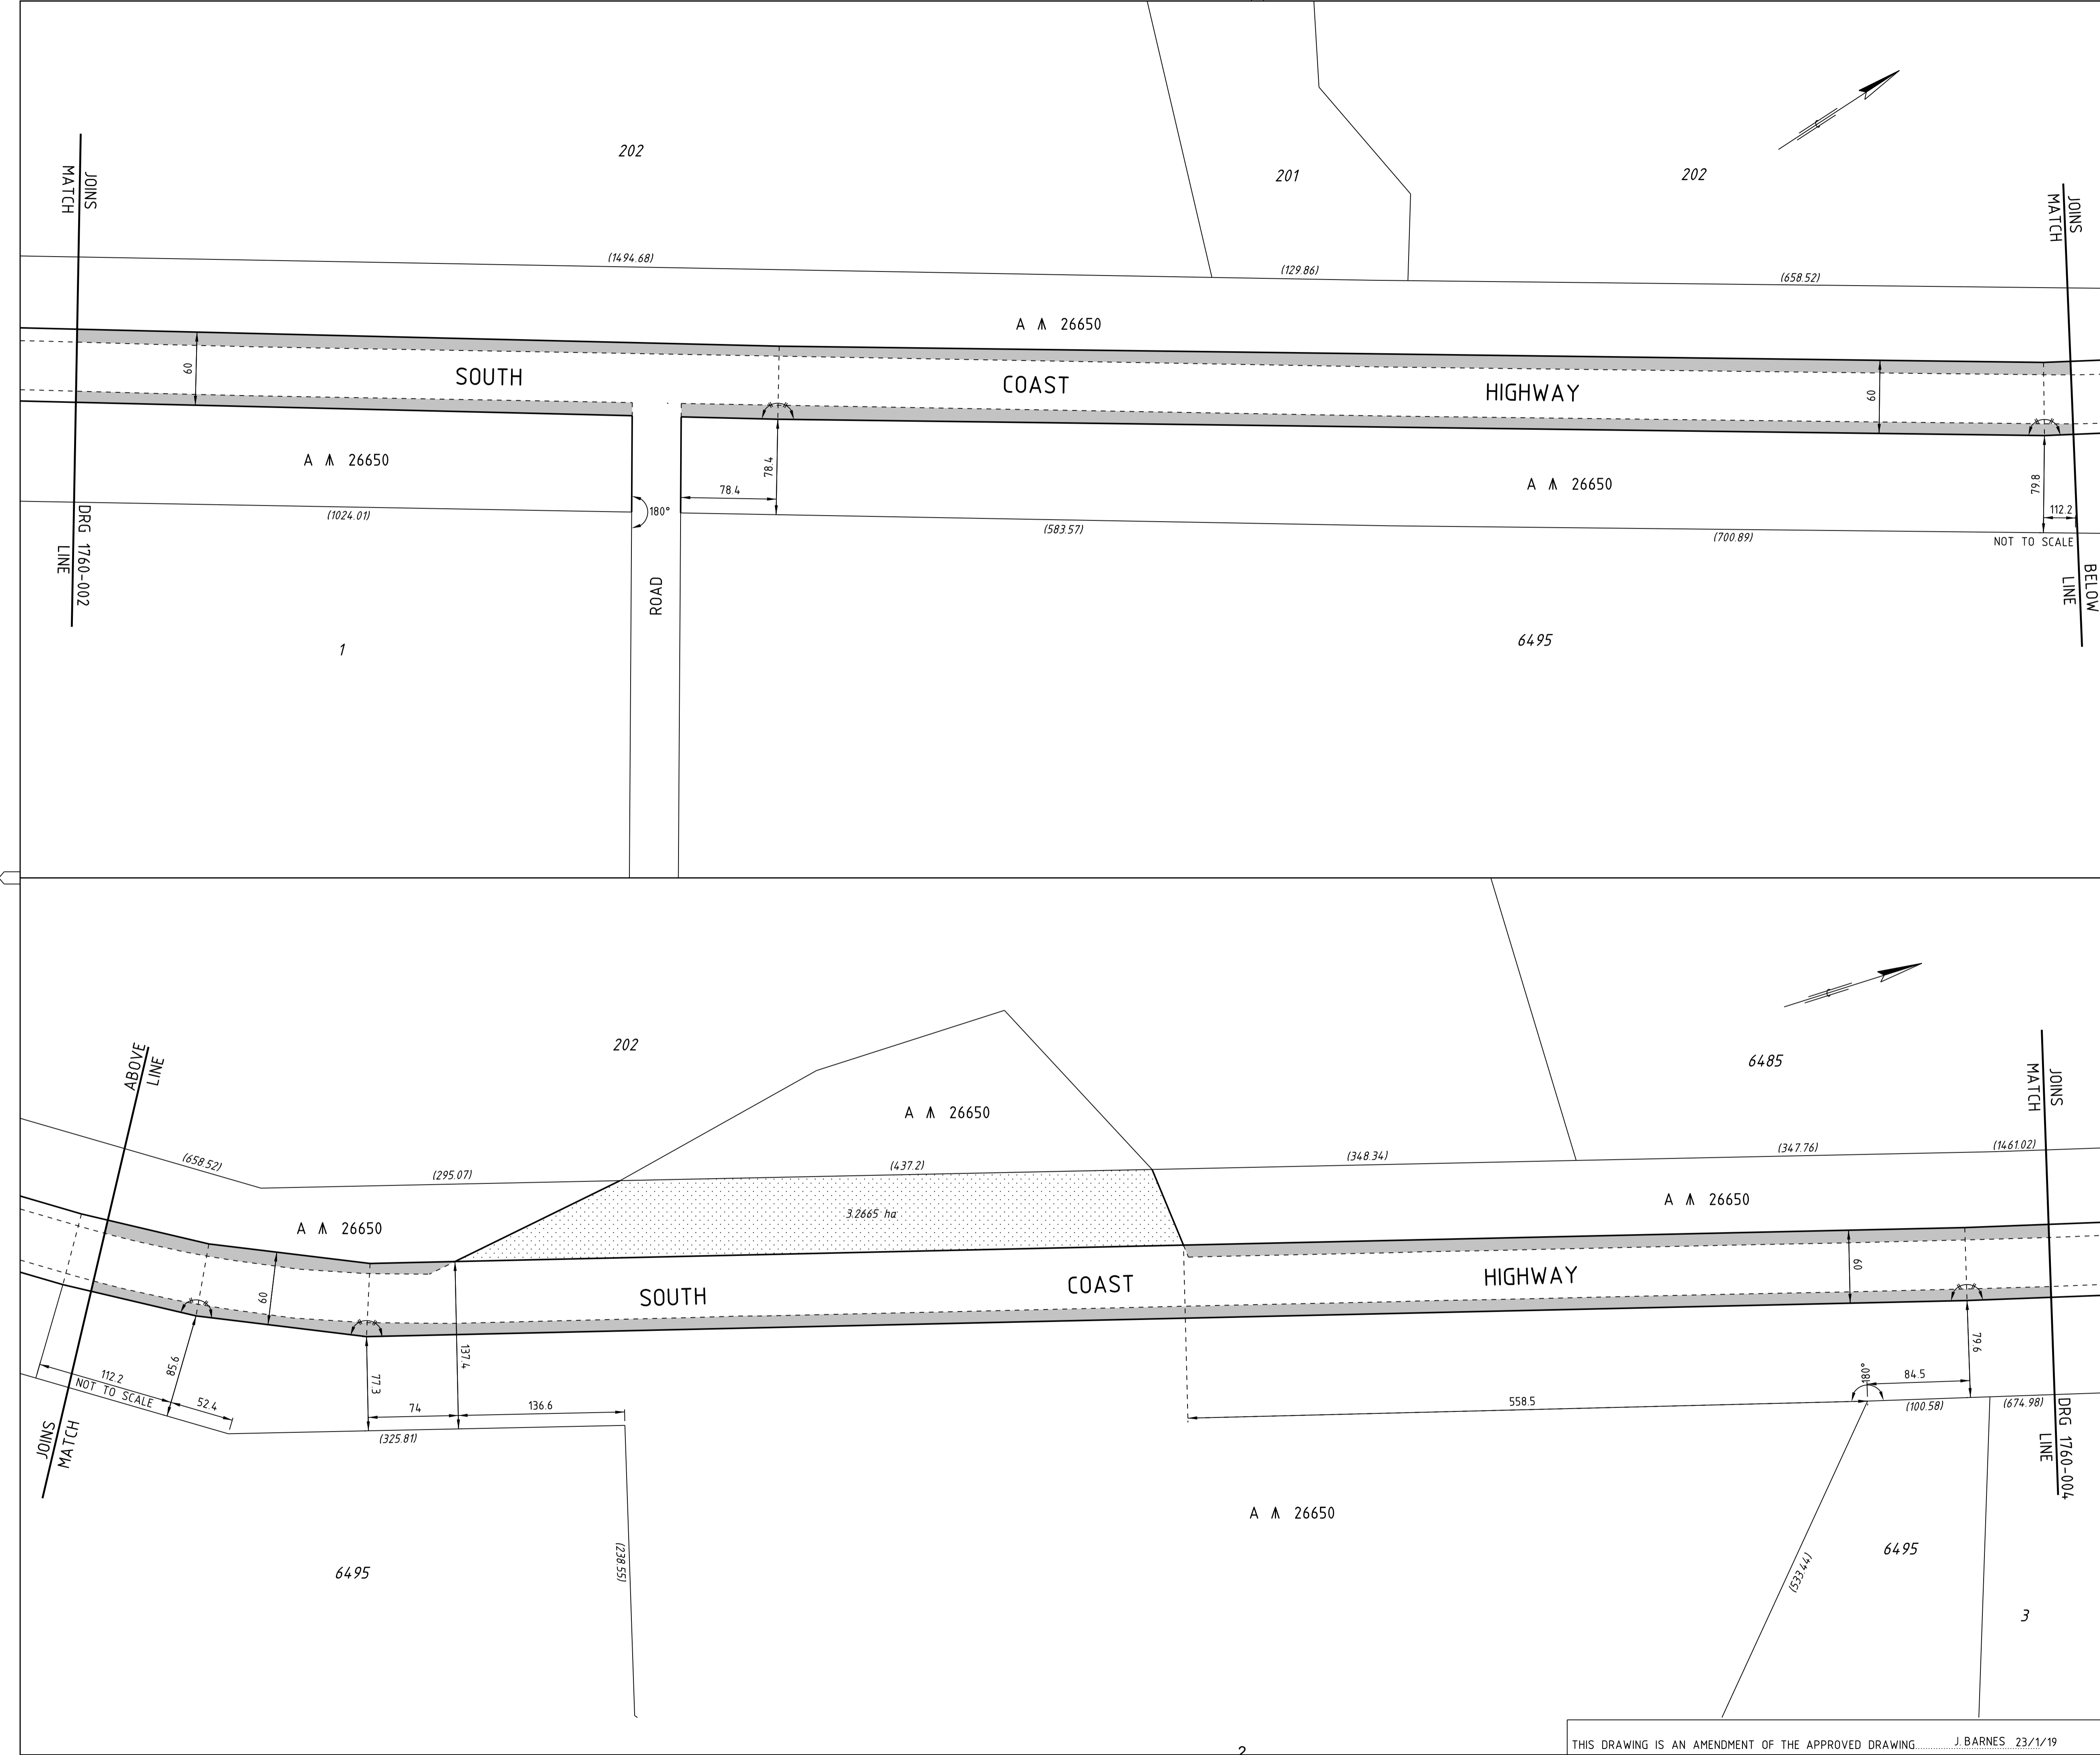 202
201
202
JOINS
MATCH
JOINS
MATCH
(1494.68)
(129.86)
(658.52)
A 26650
60
SOUTH COAST HIGHWAY
60
A 26650
78.4
78.4
A 26650
79.8
112.2
NOT TO SCALE
(1024.01)
180°
(583.57)
(700.89)
DRG 1760-002
LINE
ROAD
BELOW
LINE
1
6495
202
6485
ABOVE
LINE
JOINS
MATCH
A 26650
(658.52)
(295.07)
(437.2)
(348.34)
(347.76)
(1461.02)
A 26650
3.2665 ha
A 26650
60
SOUTH COAST HIGHWAY
60
85.6
77.3
137.4
79.6
112.2
NOT TO SCALE
52.4
74
136.6
558.5
180°
84.5
(325.81)
(100.58)
(674.98)
JOINS
MATCH
DRG 1760-004
LINE
A 26650
6495
(238.55)
(533.44)
6495
3
2
THIS DRAWING IS AN AMENDMENT OF THE APPROVED DRAWING J. BARNES 23/1/19